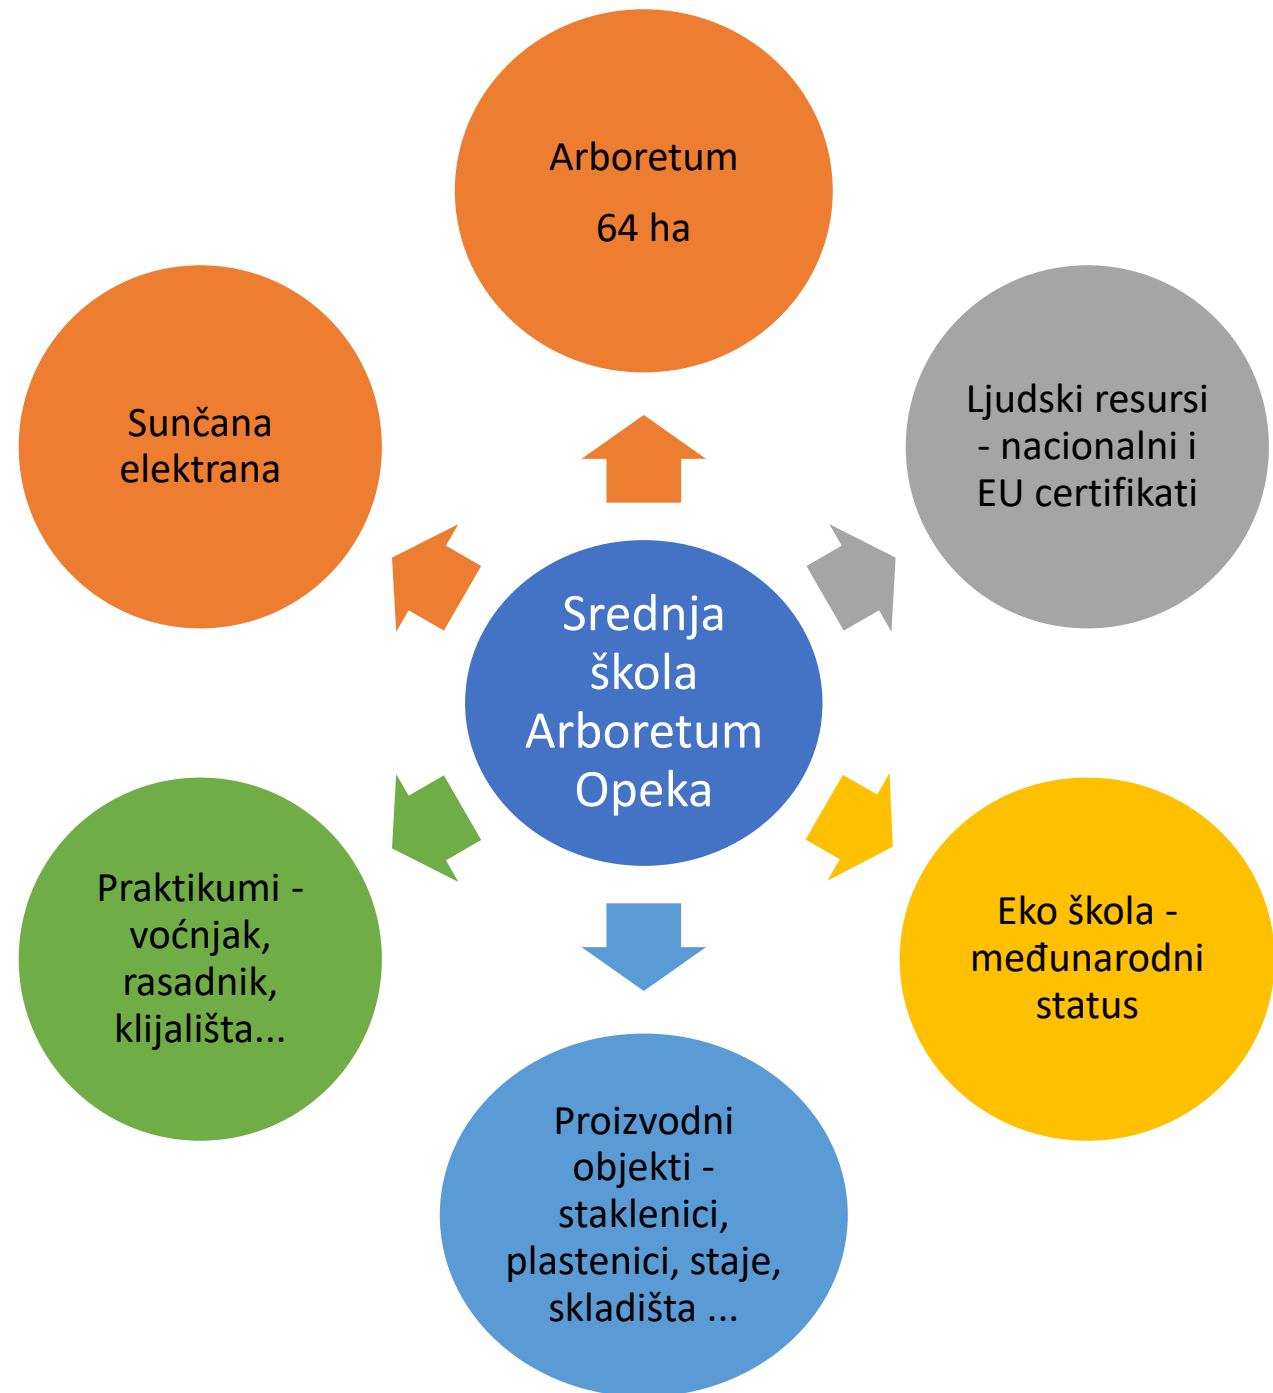 Arboretum
64 ha
Sunčana
elektrana
Ljudski resursi
- nacionalni i
EU certifikati
Srednja
škola
Arboretum
Opeka
Praktikumi -
voćnjak,
rasadnik,
klijališta...
Eko škola -
međunarodni
status
Proizvodni
objekti -
staklenici,
plastenici, staje,
skladišta ...